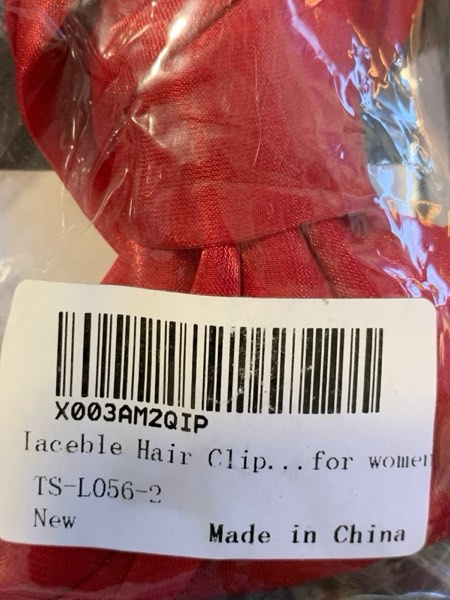 X003AM2QIP
Iaceble Hair Clip...for women
TS-L056-2
New
Made in China